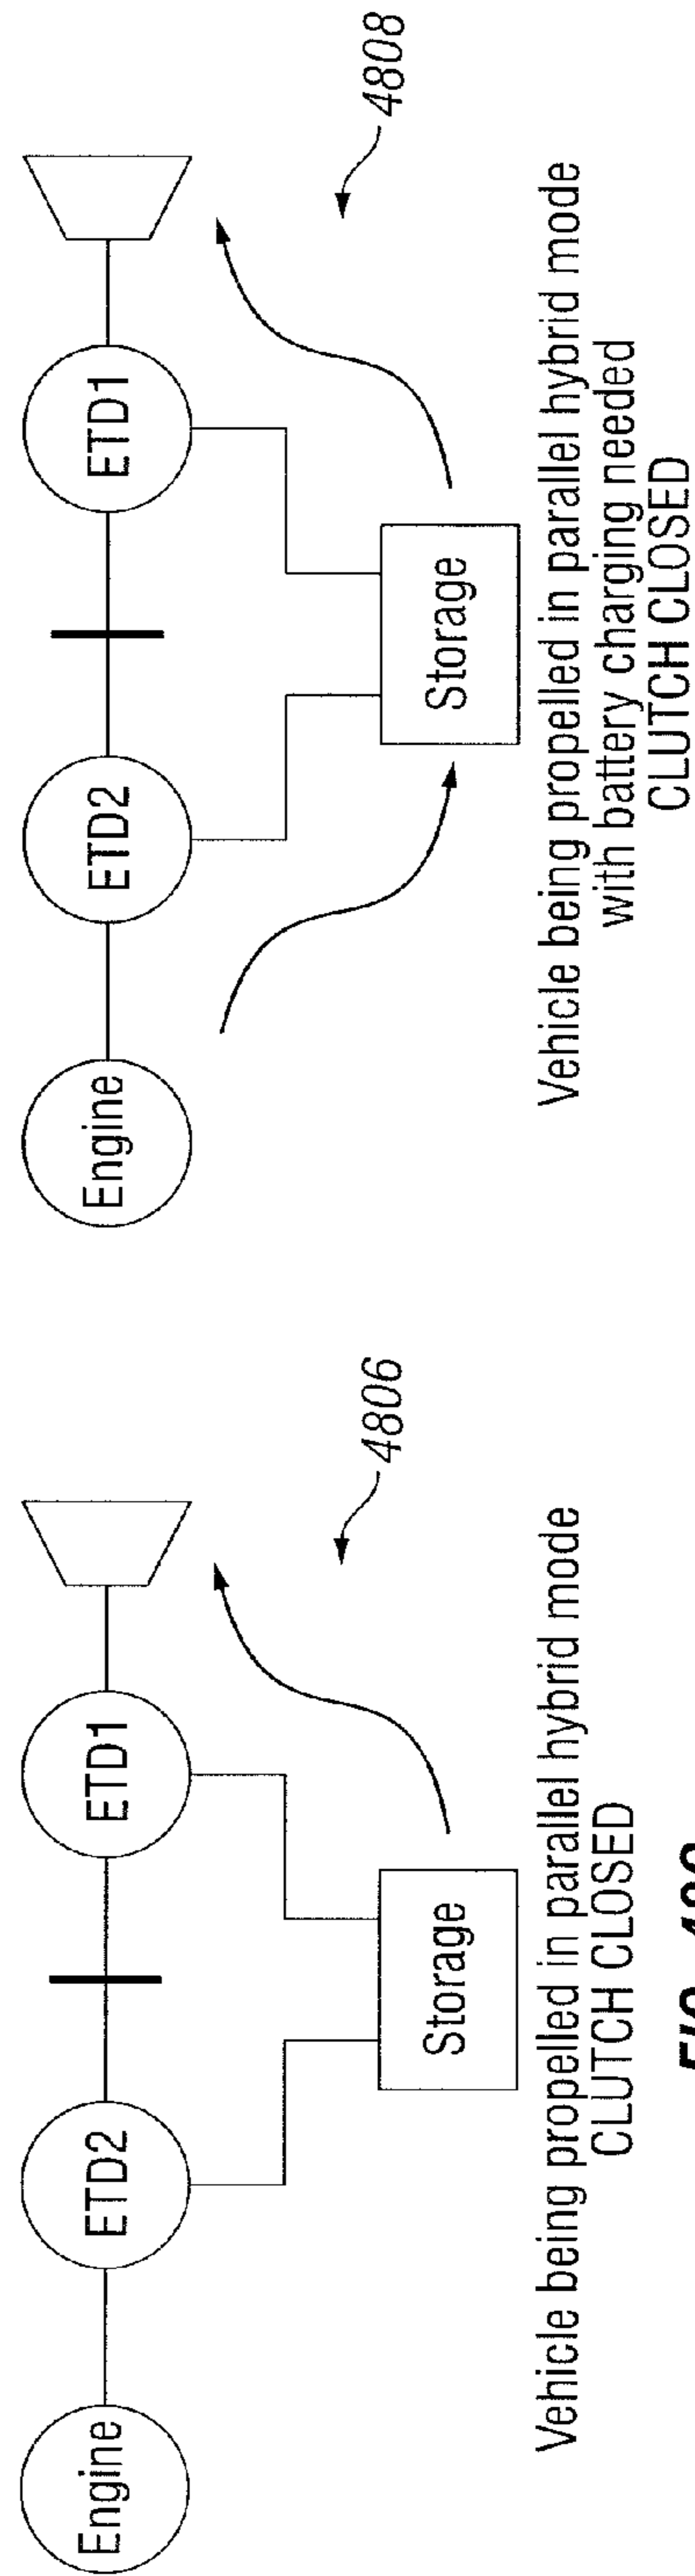 Engine
ETD2
ETD1
Storage
4806
Vehicle being propelled in parallel hybrid mode
CLUTCH CLOSED
Engine
ETD2
ETD1
Storage
4808
Vehicle being propelled in parallel hybrid mode
with battery charging needed
CLUTCH CLOSED